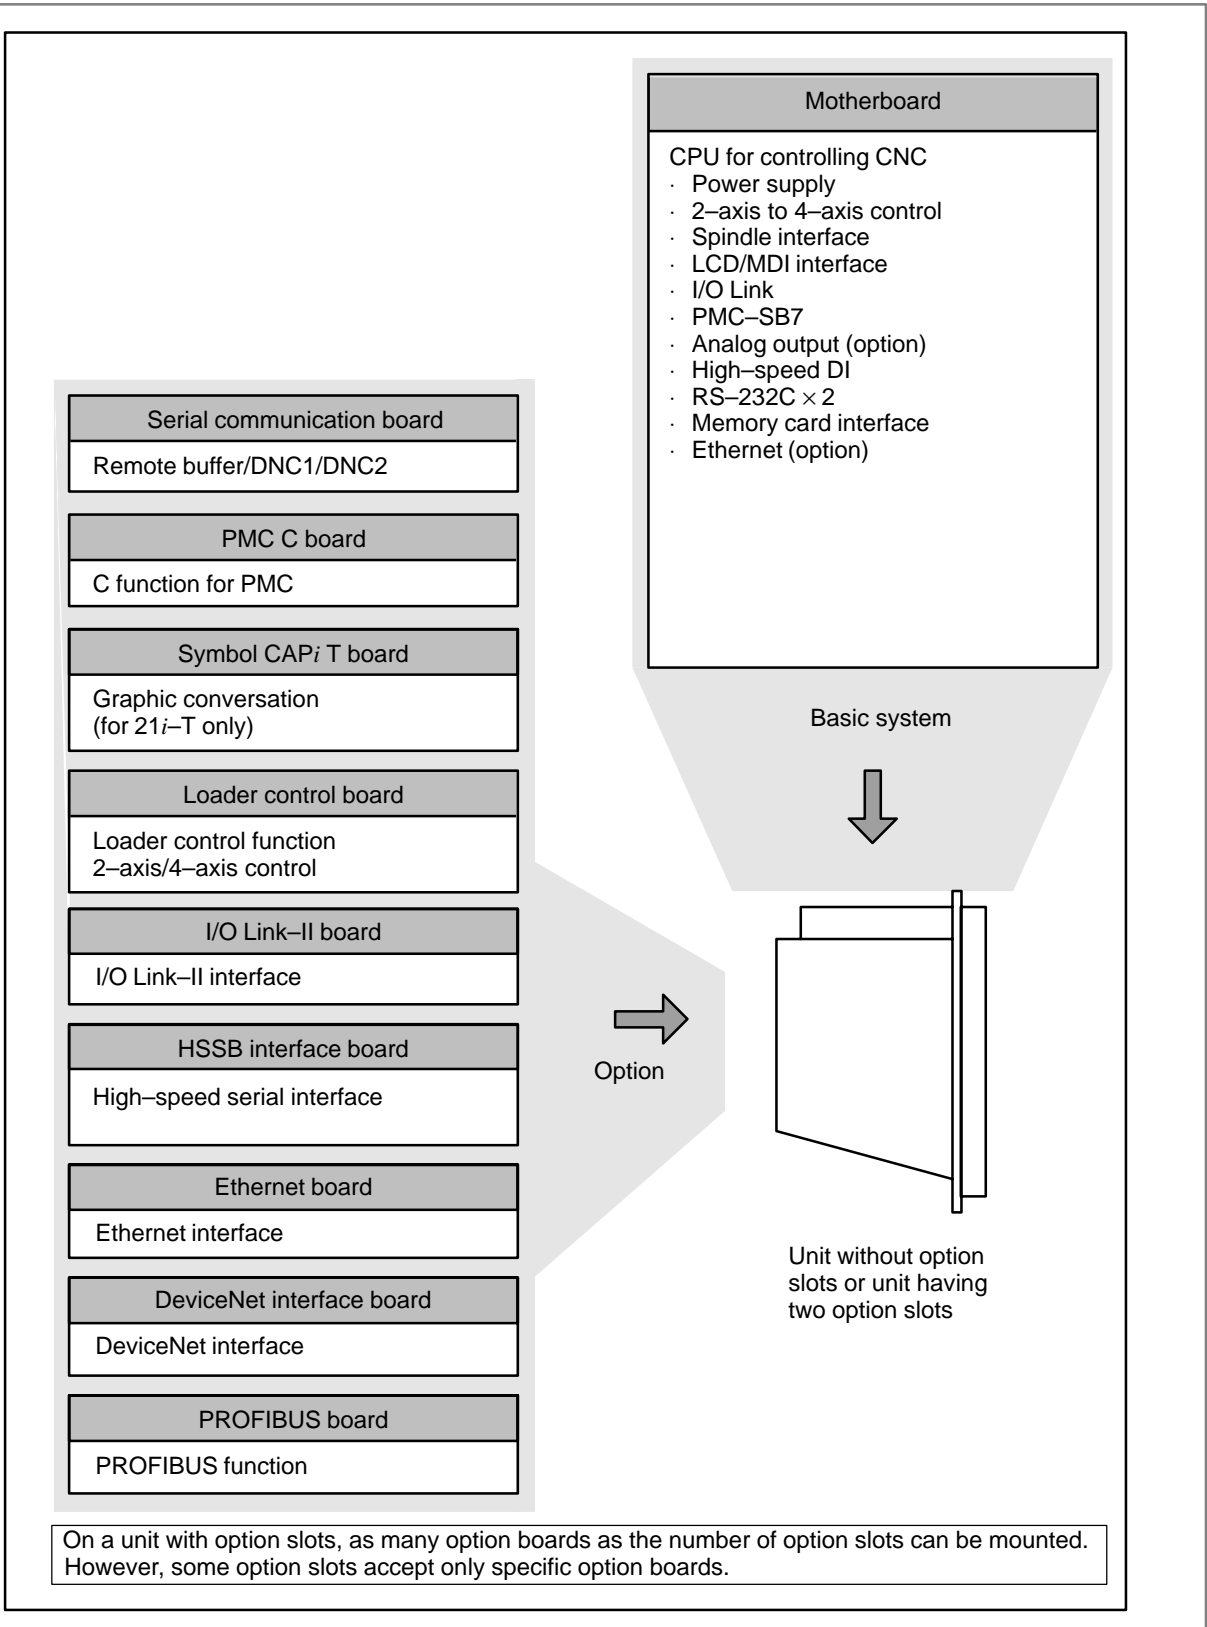 Motherboard
CPU for controlling CNC
· Power supply
· 2–axis to 4–axis control
· Spindle interface
· LCD/MDI interface
· I/O Link
· PMC–SB7
· Analog output (option)
· High–speed DI
· RS–232C × 2
· Memory card interface
· Ethernet (option)
Serial communication board
Remote buffer/DNC1/DNC2
PMC C board
C function for PMC
Symbol CAPi T board
Graphic conversation
(for 21i–T only)
Loader control board
Loader control function
2–axis/4–axis control
I/O Link–II board
I/O Link–II interface
HSSB interface board
High–speed serial interface
Ethernet board
Ethernet interface
DeviceNet interface board
DeviceNet interface
PROFIBUS board
PROFIBUS function
Basic system
Option
Unit without option
slots or unit having
two option slots
On a unit with option slots, as many option boards as the number of option slots can be mounted.
However, some option slots accept only specific option boards.